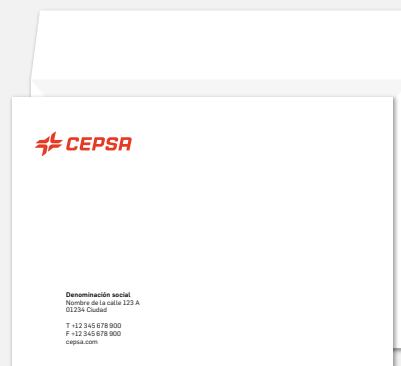 CEPSA
Denominación social
Nombre de la calle 123 A
01234 Ciudad
T +12 345 678 900
F +12 345 678 900
cepsa.com